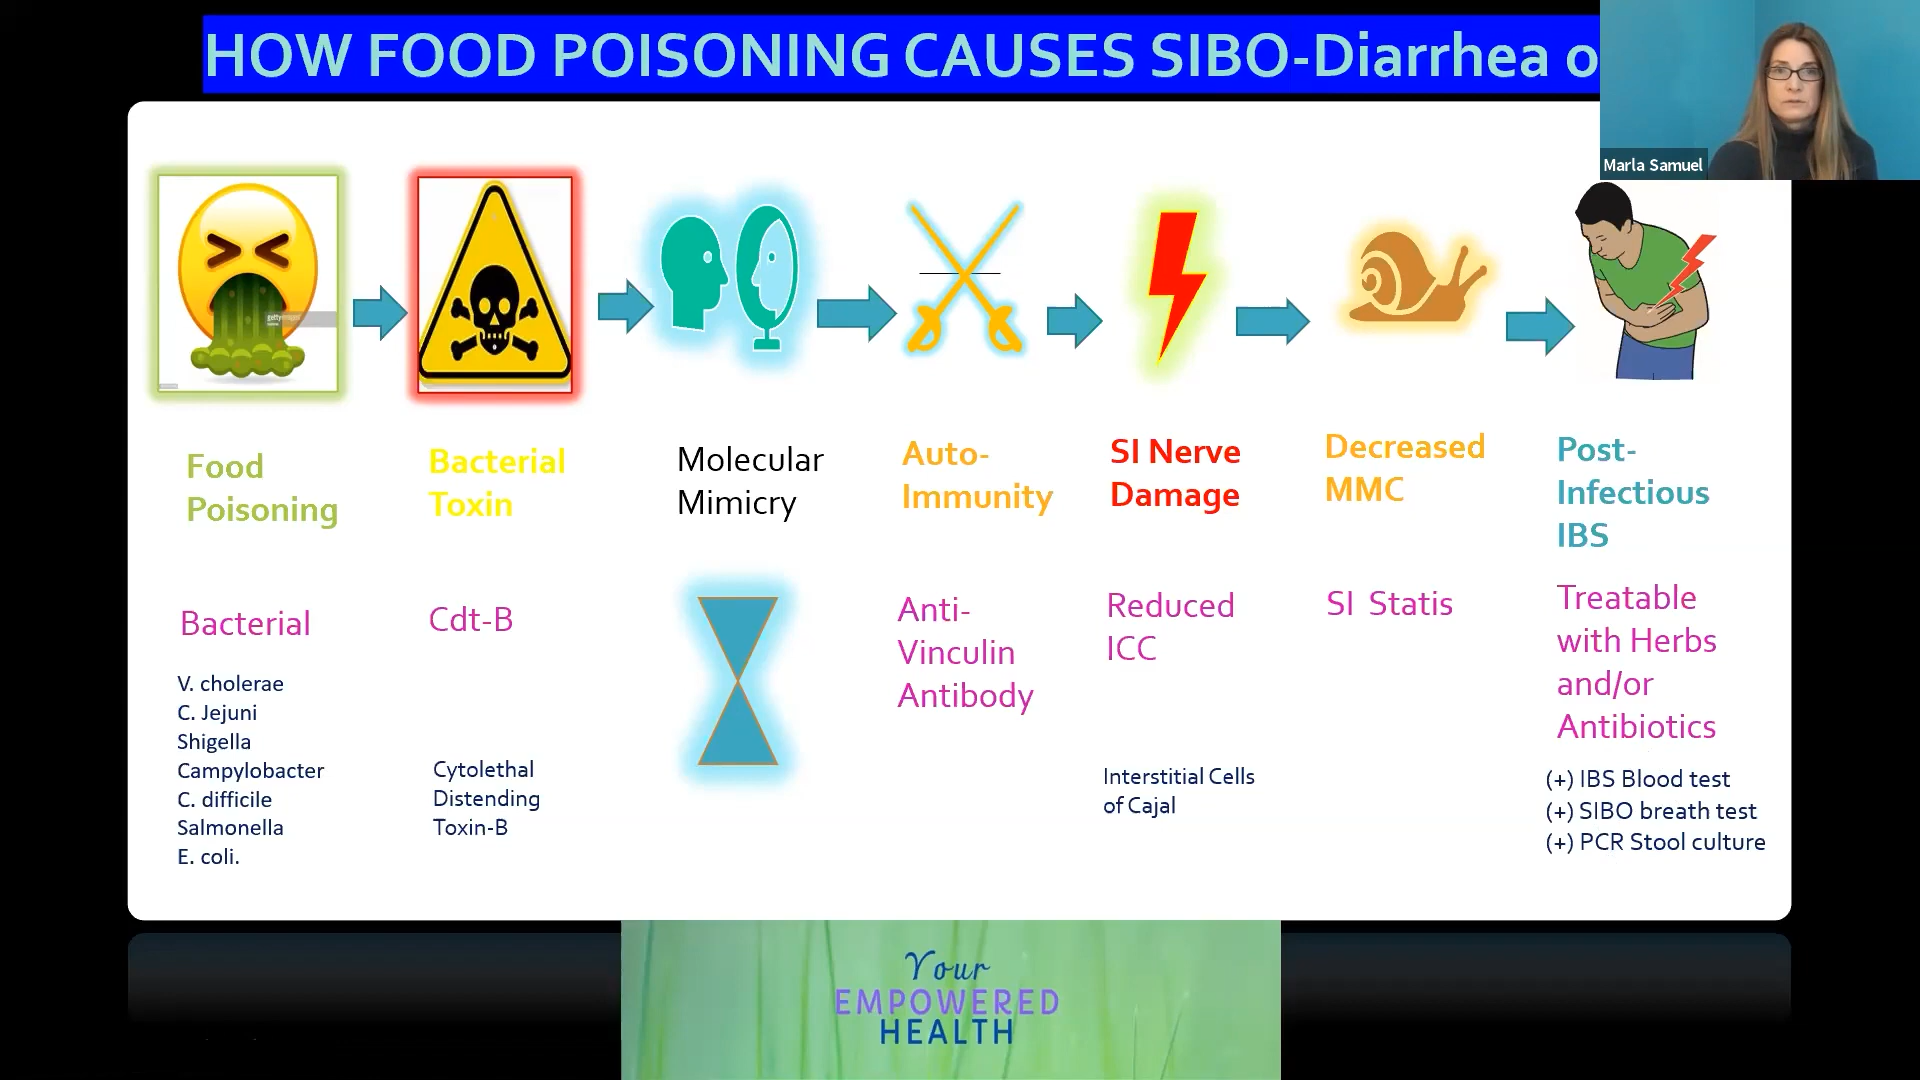 HOW FOOD POISONING CAUSES SIBO-Diarrhea o
Marla Samuel
gettyimages
Food
Poisoning
Bacterial
Toxin
Molecular
Mimicry
Auto-
Immunity
SI Nerve
Damage
Decreased
MMC
Post-
Infectious
IBS
Bacterial
Cdt-B
Anti-
Vinculin
Antibody
Reduced
ICC
SI Statis
Treatable
with Herbs
and/or
Antibiotics
V. cholerae
C. Jejuni
Shigella
Campylobacter
C. difficile
Salmonella
E. coli.
Cytolethal
Distending
Toxin-B
Interstitial Cells
of Cajal
(+) IBS Blood test
(+) SIBO breath test
(+) PCR Stool culture
Your
EMPOWERED
HEALTH